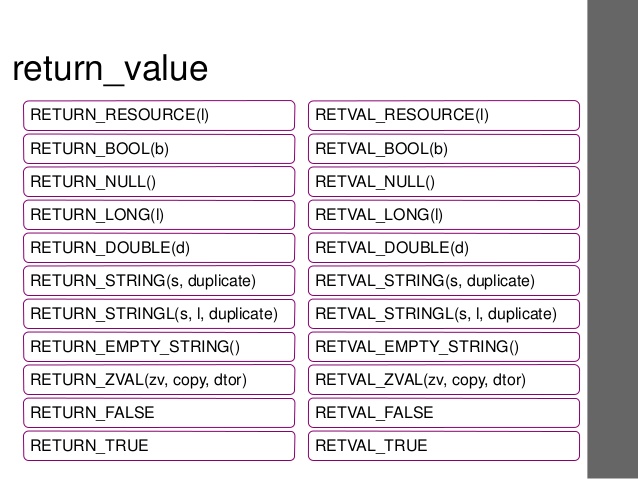 return_value
RETURN_RESOURCE(l) RETVAL_RESOURCE(l)
RETURN_BOOL(b) RETVAL_BOOL(b)
RETURN_NULL() RETVAL_NULL()
RETURN_LONG(l) RETVAL_LONG(l)
RETURN_DOUBLE(d) RETVAL_DOUBLE(d)
RETURN_STRING(s, duplicate) RETVAL_STRING(s, duplicate)
RETURN_STRINGL(s, l, duplicate) RETVAL_STRINGL(s, l, duplicate)
RETURN_EMPTY_STRING() RETVAL_EMPTY_STRING()
RETURN_ZVAL(zv, copy, dtor) RETVAL_ZVAL(zv, copy, dtor)
RETURN_FALSE RETVAL_FALSE
RETURN_TRUE RETVAL_TRUE